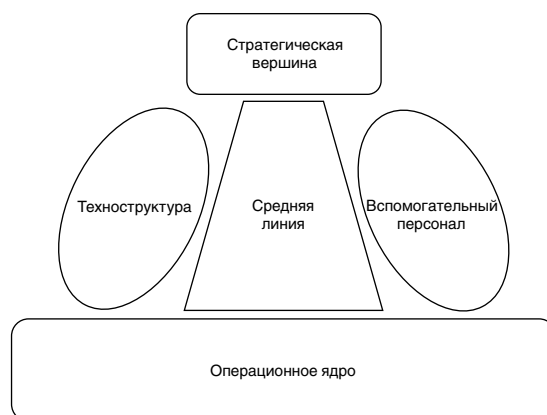 Стратегическая
вершина
Техноструктура
Средняя
линия
Вспомогательный
персонал
Операционное ядро